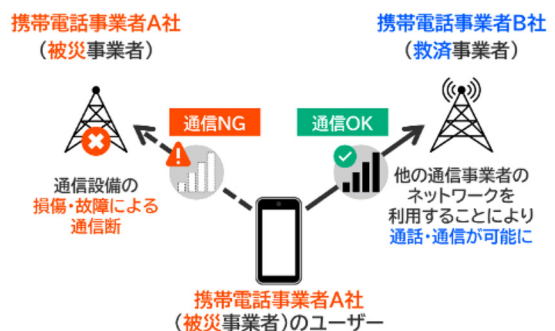 携帯電話事業者A社
(被災事業者)
携帯電話事業者B社
(救済事業者)
通信NG
通信OK
通信設備の
損傷・故障による
通信断
他の通信事業者の
ネットワークを
利用することにより
通話・通信が可能に
携帯電話事業者A社
(被災事業者)のユーザー